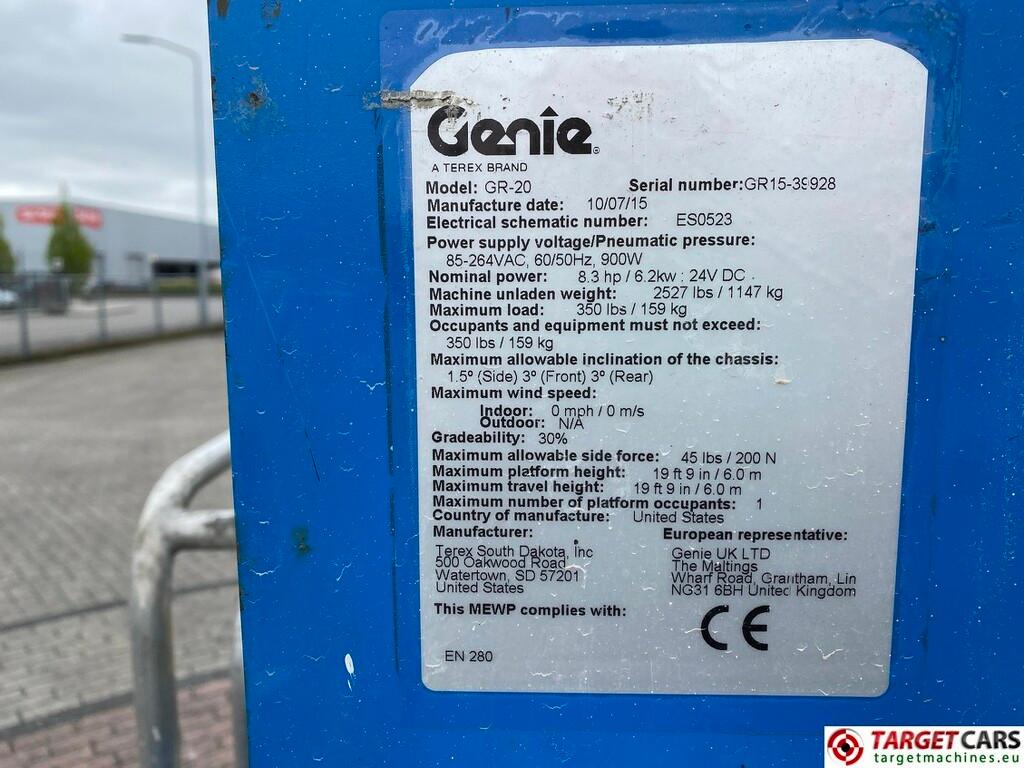 Genie
A TEREX BRAND
Model: GR-20 Serial number:GR15-39928
Manufacture date: 10/07/15
Electrical schematic number: ES0523
Power supply voltage/Pneumatic pressure:
85-264VAC, 60/50Hz, 900W
Nominal power: 8.3 hp / 6.2kw : 24V DC
Machine unladen weight: 2527 lbs / 1147 kg
Maximum load: 350 lbs / 159 kg
Occupants and equipment must not exceed:
350 lbs / 159 kg
Maximum allowable inclination of the chassis:
1.5º (Side) 3º (Front) 3º (Rear)
Maximum wind speed:
Indoor: 0 mph / 0 m/s
Outdoor: N/A
Gradeability: 30%
Maximum allowable side force: 45 lbs / 200 N
Maximum platform height: 19 ft 9 in / 6.0 m
Maximum travel height: 19 ft 9 in / 6.0 m
Maximum number of platform occupants: 1
Country of manufacture: United States
Manufacturer:
Terex South Dakota, Inc
500 Oakwood Road
Watertown, SD 57201
United States
European representative:
Genie UK LTD
The Maltings
Wharf Road, Grantham, Lin
NG31 6BH United Kingdom
This MEWP complies with:
CE
EN 280
TARGET CARS
targetmachines.eu